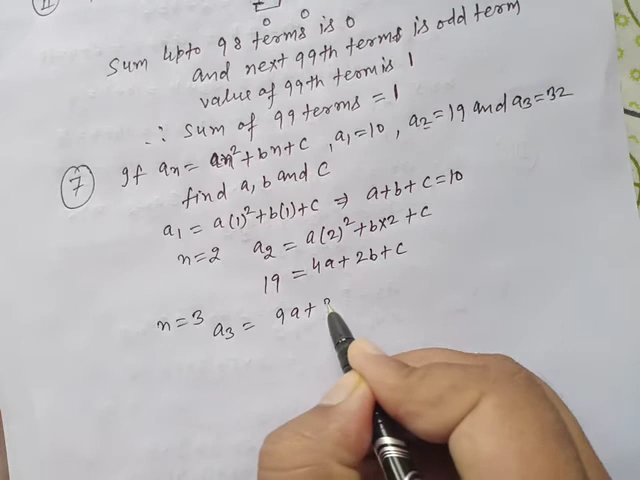 0 0
Sum upto 98 terms is 0
and next 99th terms is odd term
value of 99th term is 1
∴ sum of 99 terms = 1
7 If an = an²+bn+c, a1=10, a2=19 and a3=32
find a, b and c
a1 = a(1)²+b(1)+c ⇒ a+b+c=10
n=2 a2 = a(2)²+b×2+c
19 = 4a+2b+c
n=3 a3 = 9a+